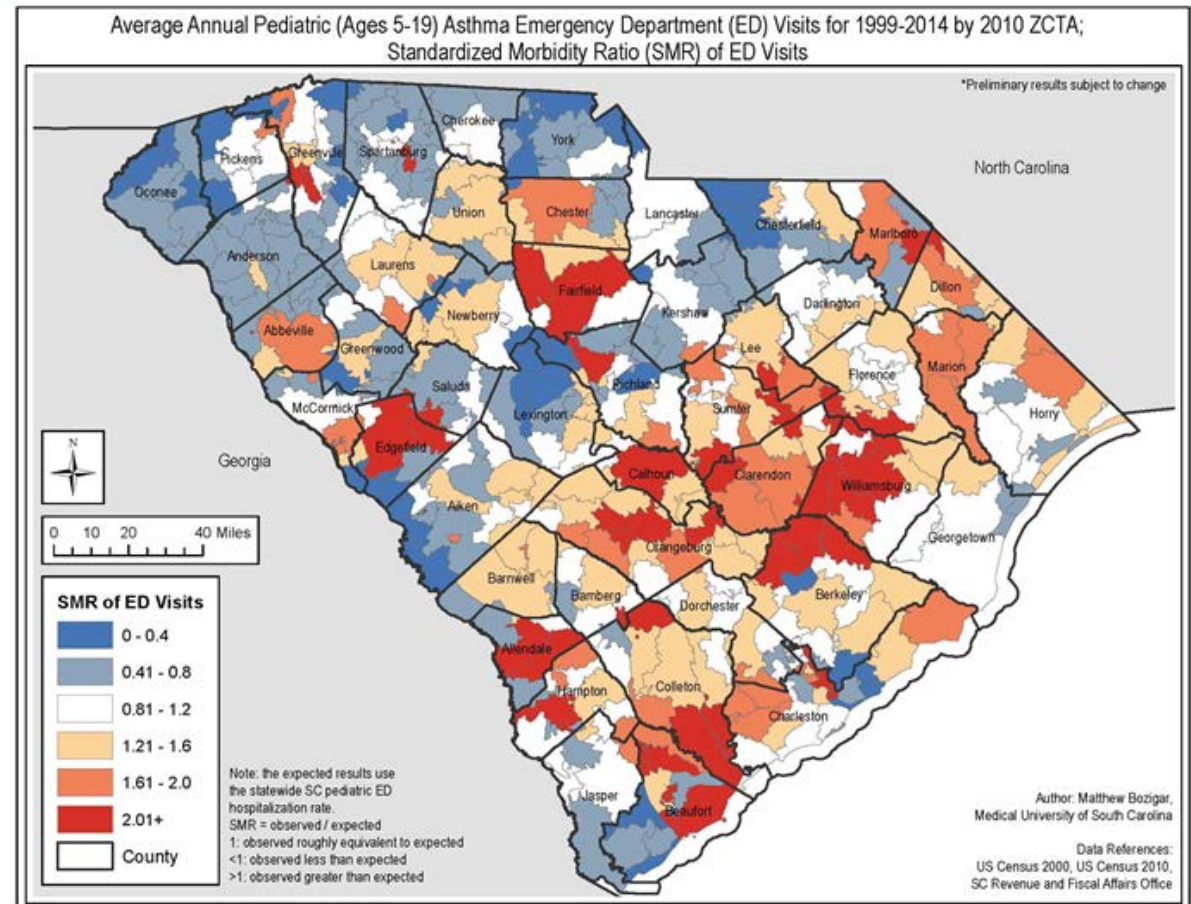 Average Annual Pediatric (Ages 5-19) Asthma Emergency Department (ED) Visits for 1999-2014 by 2010 ZCTA;
Standardized Morbidity Ratio (SMR) of ED Visits
*Preliminary results subject to change
North Carolina
Cherokee
York
Pickens
Greenville
Spartanburg
Oconee
Union
Chester
Lancaster
Chesterfield
Marlboro
Anderson
Laurens
Fairfield
Kershaw
Darlington
Dillon
Abbeville
Greenwood
Newberry
Lee
Florence
Marion
Saluda
Richland
McCormick
Lexington
Sumter
Horry
Edgefield
Georgia
Calhoun
Clarendon
Williamsburg
Aiken
Orangeburg
Georgetown
Barnwell
Bamberg
Dorchester
Berkeley
Allendale
Hampton
Colleton
Charleston
Jasper
Beaufort
N
0 10 20 40 Miles
SMR of ED Visits
0 - 0.4
0.41 - 0.8
0.81 - 1.2
1.21 - 1.6
1.61 - 2.0
2.01+
County
Note: the expected results use
the statewide SC pediatric ED
hospitalization rate.
SMR = observed / expected
1: observed roughly equivalent to expected
<1: observed less than expected
>1: observed greater than expected
Author: Matthew Bozigar,
Medical University of South Carolina
Data References:
US Census 2000, US Census 2010,
SC Revenue and Fiscal Affairs Office